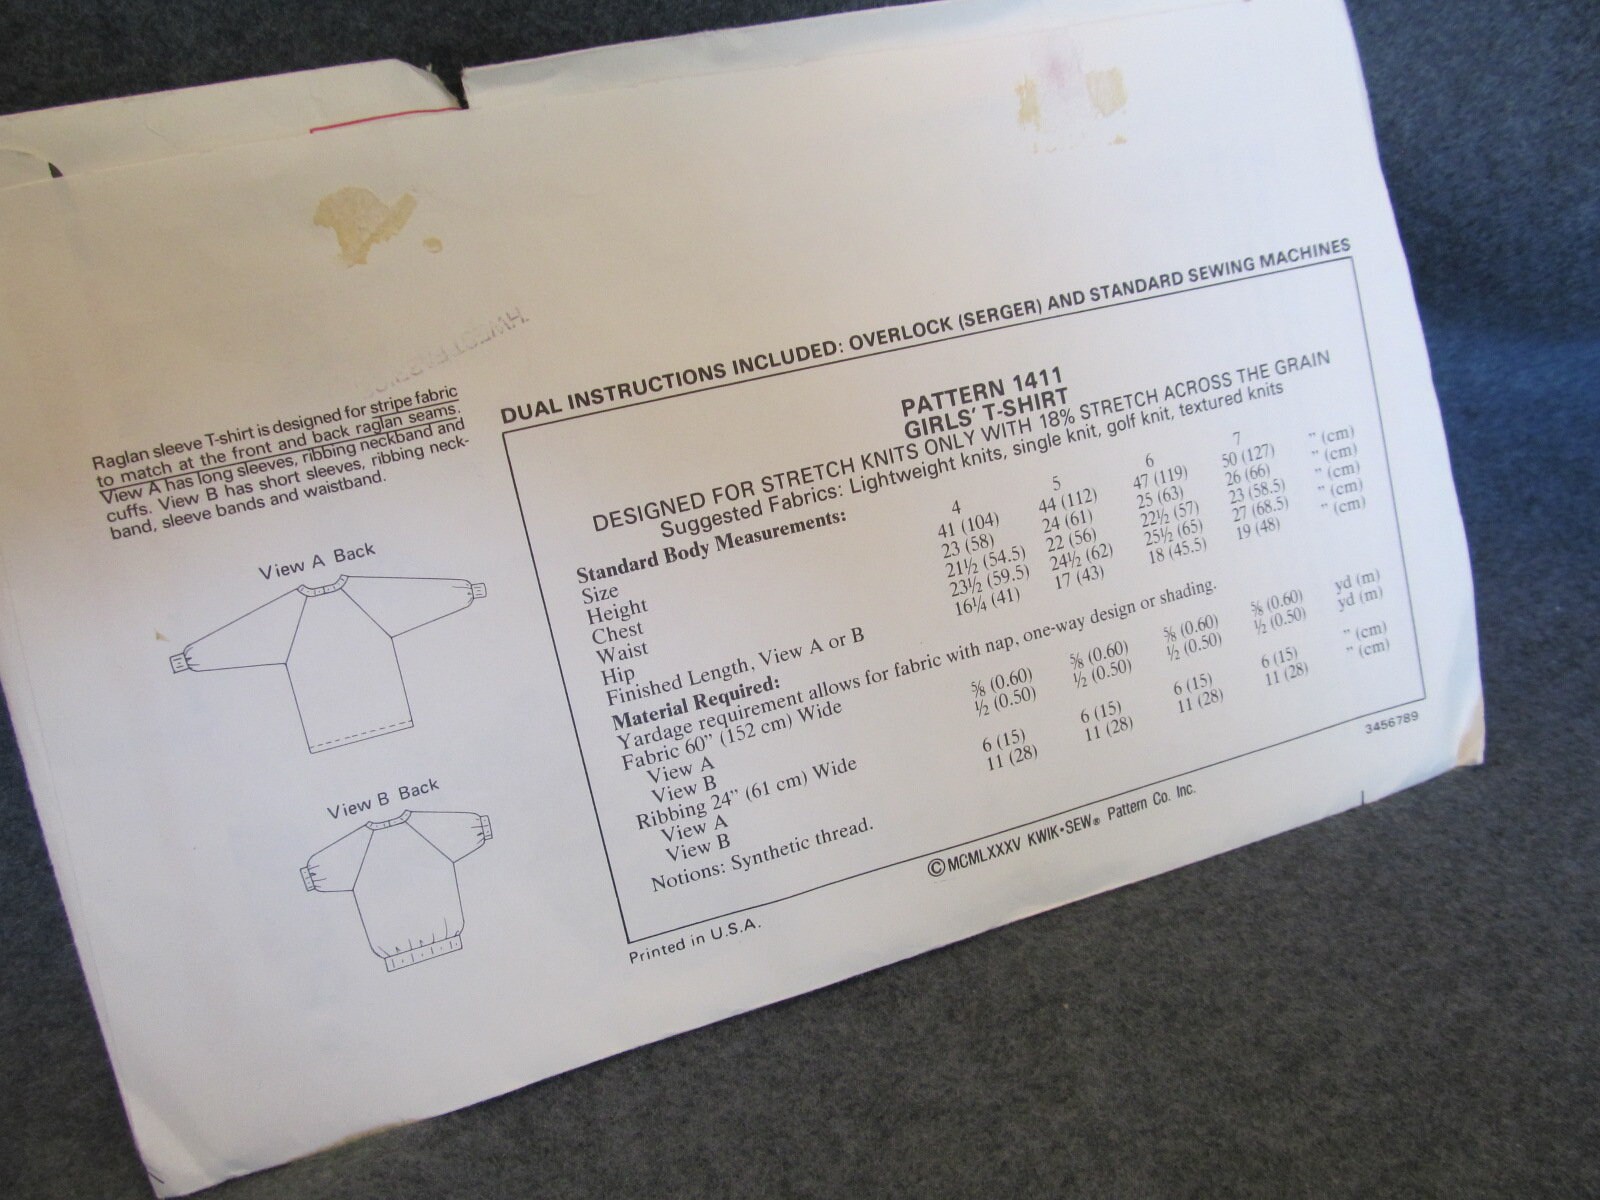 Raglan sleeve T-shirt is designed for stripe fabric
to match at the front and back raglan seams.
View A has long sleeves, ribbing neckband and
cuffs. View B has short sleeves, ribbing neck-
band, sleeve bands and waistband.
View A Back
View B Back
DUAL INSTRUCTIONS INCLUDED: OVERLOCK (SERGER) AND STANDARD SEWING MACHINES
PATTERN 1411
GIRLS' T-SHIRT
DESIGNED FOR STRETCH KNITS ONLY WITH 18% STRETCH ACROSS THE GRAIN
Suggested Fabrics: Lightweight knits, single knit, golf knit, textured knits
Standard Body Measurements:
Size 4 5 6 7
Height 41 (104) 44 (112) 47 (119) 50 (127) " (cm)
Chest 23 (58) 24 (61) 25 (63) 26 (66) " (cm)
Waist 21½ (54.5) 22 (56) 22½ (57) 23 (58.5) " (cm)
Hip 23½ (59.5) 24½ (62) 25½ (65) 27 (68.5) " (cm)
Finished Length, View A or B 16¼ (41) 17 (43) 18 (45.5) 19 (48) " (cm)
Material Required:
Yardage requirement allows for fabric with nap, one-way design or shading.
Fabric 60" (152 cm) Wide
View A ⅝ (0.60) ⅝ (0.60) ⅝ (0.60) ⅝ (0.60) yd (m)
View B ½ (0.50) ½ (0.50) ½ (0.50) ½ (0.50) yd (m)
Ribbing 24" (61 cm) Wide
View A 6 (15) 6 (15) 6 (15) 6 (15) " (cm)
View B 11 (28) 11 (28) 11 (28) 11 (28) " (cm)
Notions: Synthetic thread.
3456789
Printed in U.S.A.
©MCMLXXXV KWIK•SEW® Pattern Co. Inc.